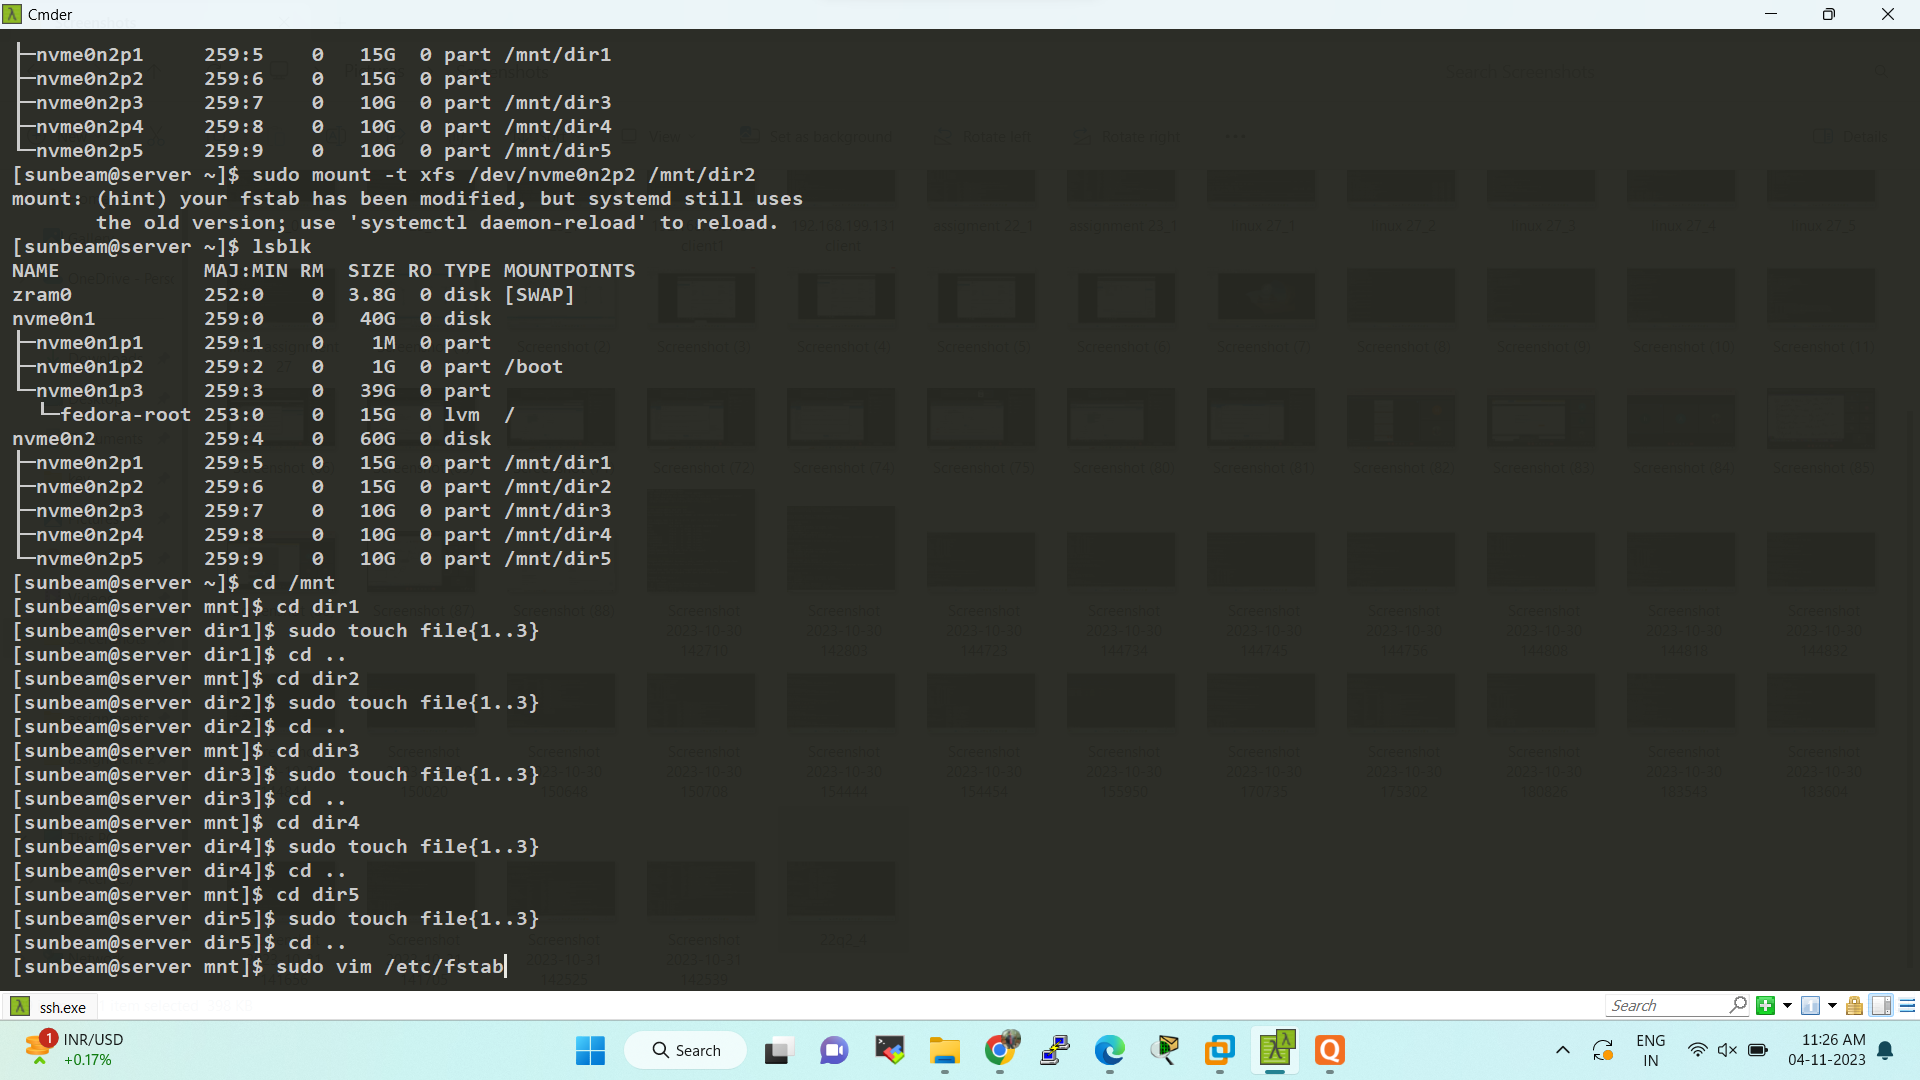 Cmder
├─nvme0n2p1     259:5    0   15G  0 part /mnt/dir1
├─nvme0n2p2     259:6    0   15G  0 part
├─nvme0n2p3     259:7    0   10G  0 part /mnt/dir3
├─nvme0n2p4     259:8    0   10G  0 part /mnt/dir4
└─nvme0n2p5     259:9    0   10G  0 part /mnt/dir5
[sunbeam@server ~]$ sudo mount -t xfs /dev/nvme0n2p2 /mnt/dir2
mount: (hint) your fstab has been modified, but systemd still uses
       the old version; use 'systemctl daemon-reload' to reload.
[sunbeam@server ~]$ lsblk
NAME            MAJ:MIN RM  SIZE RO TYPE MOUNTPOINTS
zram0           252:0    0  3.8G  0 disk [SWAP]
nvme0n1         259:0    0   40G  0 disk
├─nvme0n1p1     259:1    0    1M  0 part
├─nvme0n1p2     259:2    0    1G  0 part /boot
└─nvme0n1p3     259:3    0   39G  0 part
  └─fedora-root 253:0    0   15G  0 lvm  /
nvme0n2         259:4    0   60G  0 disk
├─nvme0n2p1     259:5    0   15G  0 part /mnt/dir1
├─nvme0n2p2     259:6    0   15G  0 part /mnt/dir2
├─nvme0n2p3     259:7    0   10G  0 part /mnt/dir3
├─nvme0n2p4     259:8    0   10G  0 part /mnt/dir4
└─nvme0n2p5     259:9    0   10G  0 part /mnt/dir5
[sunbeam@server ~]$ cd /mnt
[sunbeam@server mnt]$ cd dir1
[sunbeam@server dir1]$ sudo touch file{1..3}
[sunbeam@server dir1]$ cd ..
[sunbeam@server mnt]$ cd dir2
[sunbeam@server dir2]$ sudo touch file{1..3}
[sunbeam@server dir2]$ cd ..
[sunbeam@server mnt]$ cd dir3
[sunbeam@server dir3]$ sudo touch file{1..3}
[sunbeam@server dir3]$ cd ..
[sunbeam@server mnt]$ cd dir4
[sunbeam@server dir4]$ sudo touch file{1..3}
[sunbeam@server dir4]$ cd ..
[sunbeam@server mnt]$ cd dir5
[sunbeam@server dir5]$ sudo touch file{1..3}
[sunbeam@server dir5]$ cd ..
[sunbeam@server mnt]$ sudo vim /etc/fstab
ssh.exe
Search
1
INR/USD
+0.17%
Search
ENG
IN
11:26 AM
04-11-2023